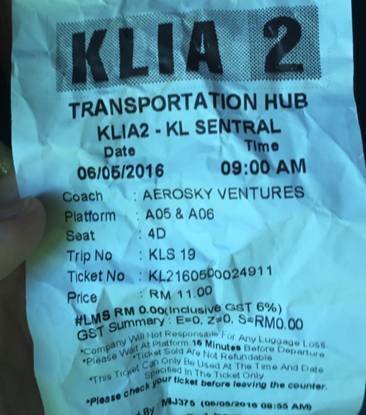 KLIA 2
TRANSPORTATION HUB
KLIA2 - KL SENTRAL
Date Time
06/05/2016 09:00 AM
Coach : AEROSKY VENTURES
Platform : A05 & A06
Seat : 4D
Trip No : KLS 19
Ticket No : KL2160500024911
Price : RM 11.00
#LMS RM 0.00(Inclusive GST 6%)
GST Summary : E=0, Z=0, S=RM0.00
*Company Will Not Responsible For Any Luggage Loss
*Please Wait At Platform 15 Minutes Before Departure
*Ticket Sold Are Not Refundable
*This Ticket Can Only Be Used At The Time And Date
Specified In The Ticket Only
*Please check your ticket before leaving the counter.
By MJ375 (06/05/2016 08:55 AM)